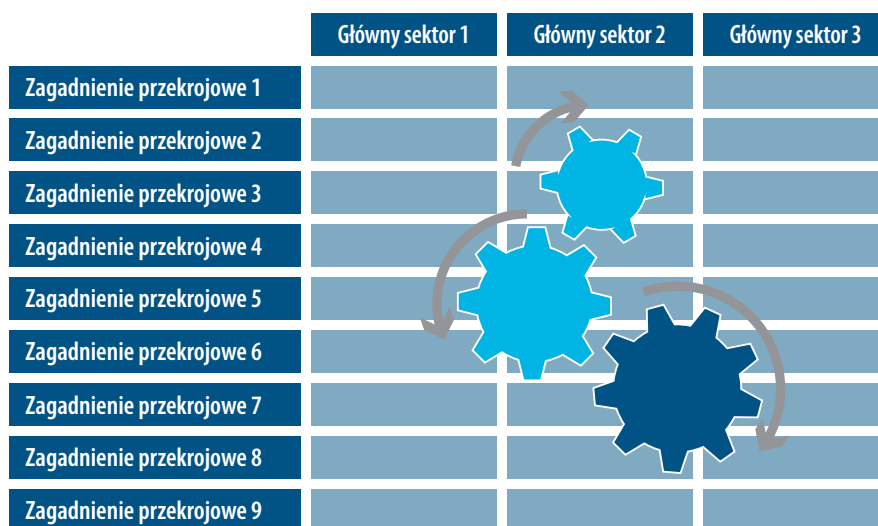 Główny sektor 1
Główny sektor 2
Główny sektor 3
Zagadnienie przekrojowe 1
Zagadnienie przekrojowe 2
Zagadnienie przekrojowe 3
Zagadnienie przekrojowe 4
Zagadnienie przekrojowe 5
Zagadnienie przekrojowe 6
Zagadnienie przekrojowe 7
Zagadnienie przekrojowe 8
Zagadnienie przekrojowe 9